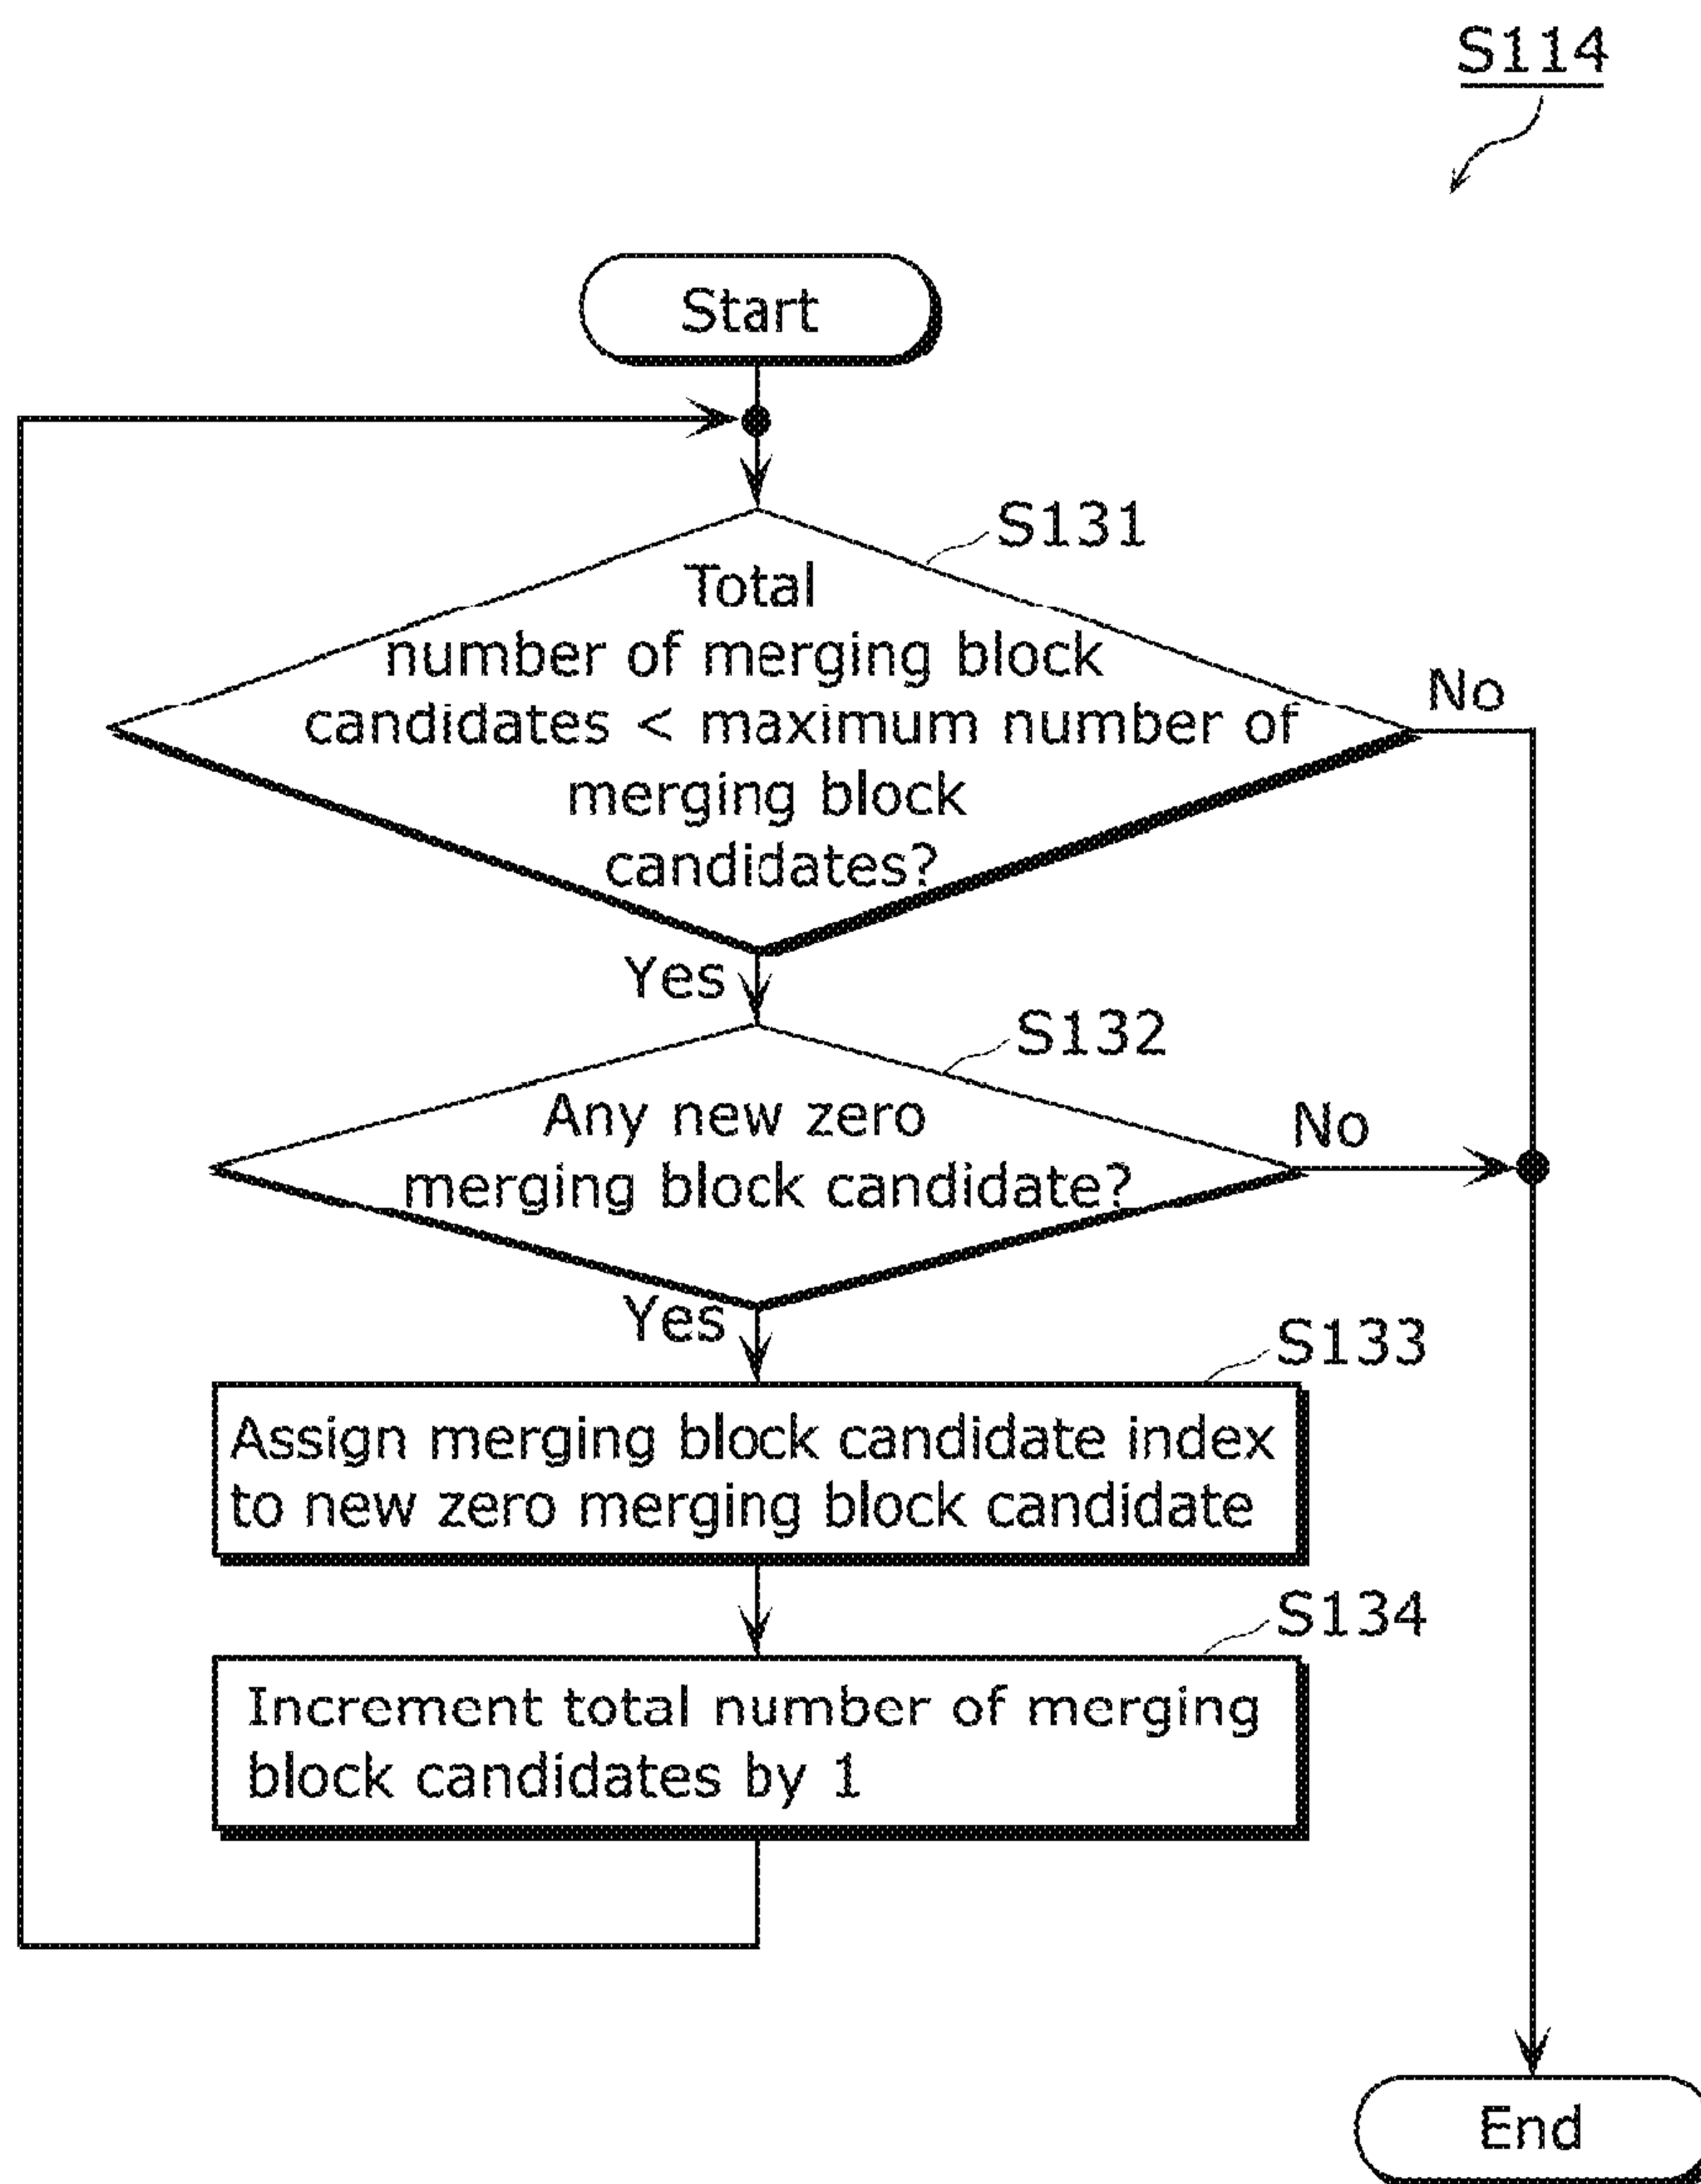 S114
Start
S131
Total
number of merging block
candidates < maximum number of
merging block
candidates?
No
Yes
S132
Any new zero
merging block candidate?
No
Yes
S133
Assign merging block candidate index
to new zero merging block candidate
S134
Increment total number of merging
block candidates by 1
End